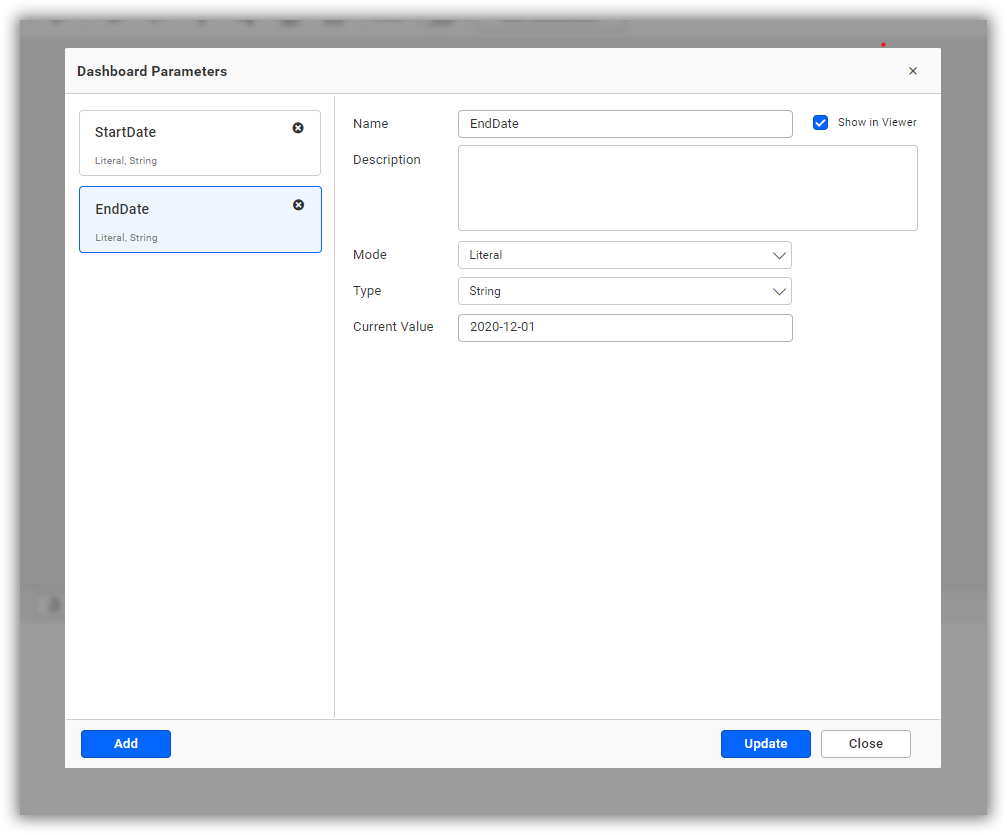 Dashboard Parameters
StartDate
Literal, String
EndDate
Literal, String
Name
EndDate
Show in Viewer
Description
Mode
Literal
Type
String
Current Value
2020-12-01
Add
Update
Close